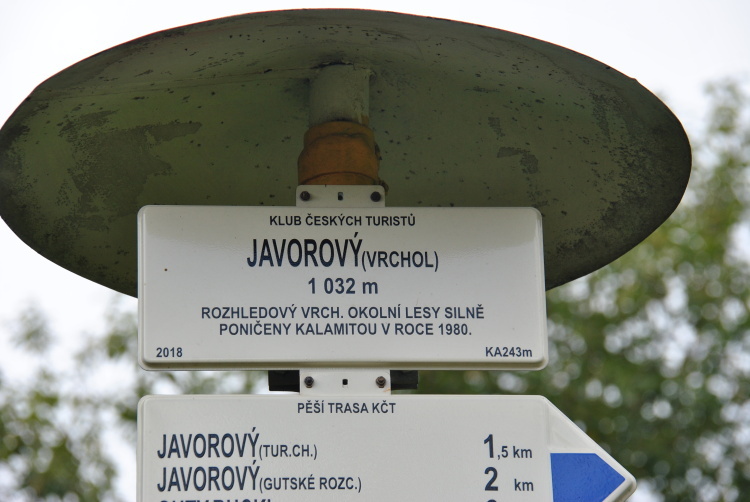 KLUB ČESKÝCH TURISTŮ
JAVOROVÝ(VRCHOL)
1 032 m
ROZHLEDOVÝ VRCH. OKOLNÍ LESY SILNĚ
PONIČENY KALAMITOU V ROCE 1980.
2018 KA243m
PĚŠÍ TRASA KČT
JAVOROVÝ(TUR.CH.) 1,5 km
JAVOROVÝ(GUTSKÉ ROZC.) 2 km